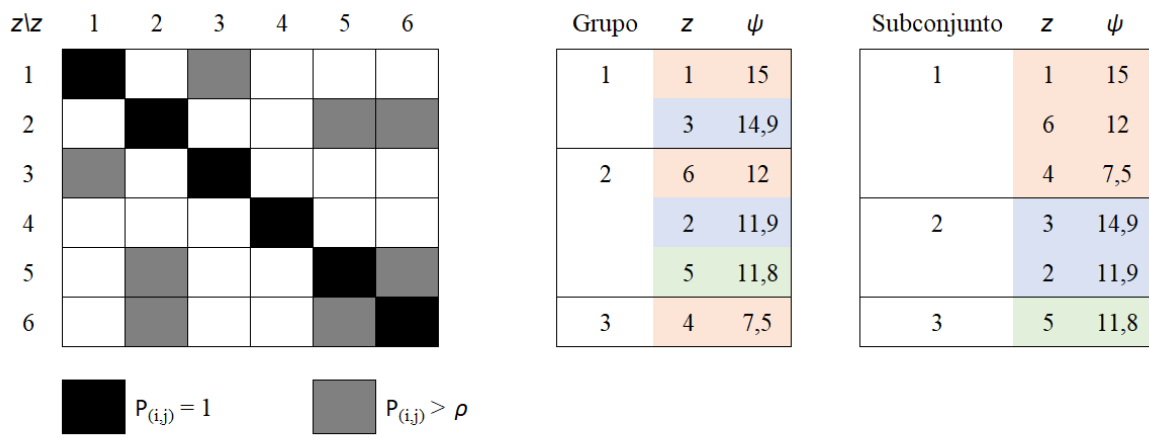 z\z 1 2 3 4 5 6 Grupo z ψ Subconjunto z ψ
1 1 1 15 1 1 15
2 3 14,9 6 12
3 2 6 12 4 7,5
4 2 11,9 2 3 14,9
5 5 11,8 2 11,9
6 3 4 7,5 3 5 11,8
P(i,j) = 1 P(i,j) > ρ